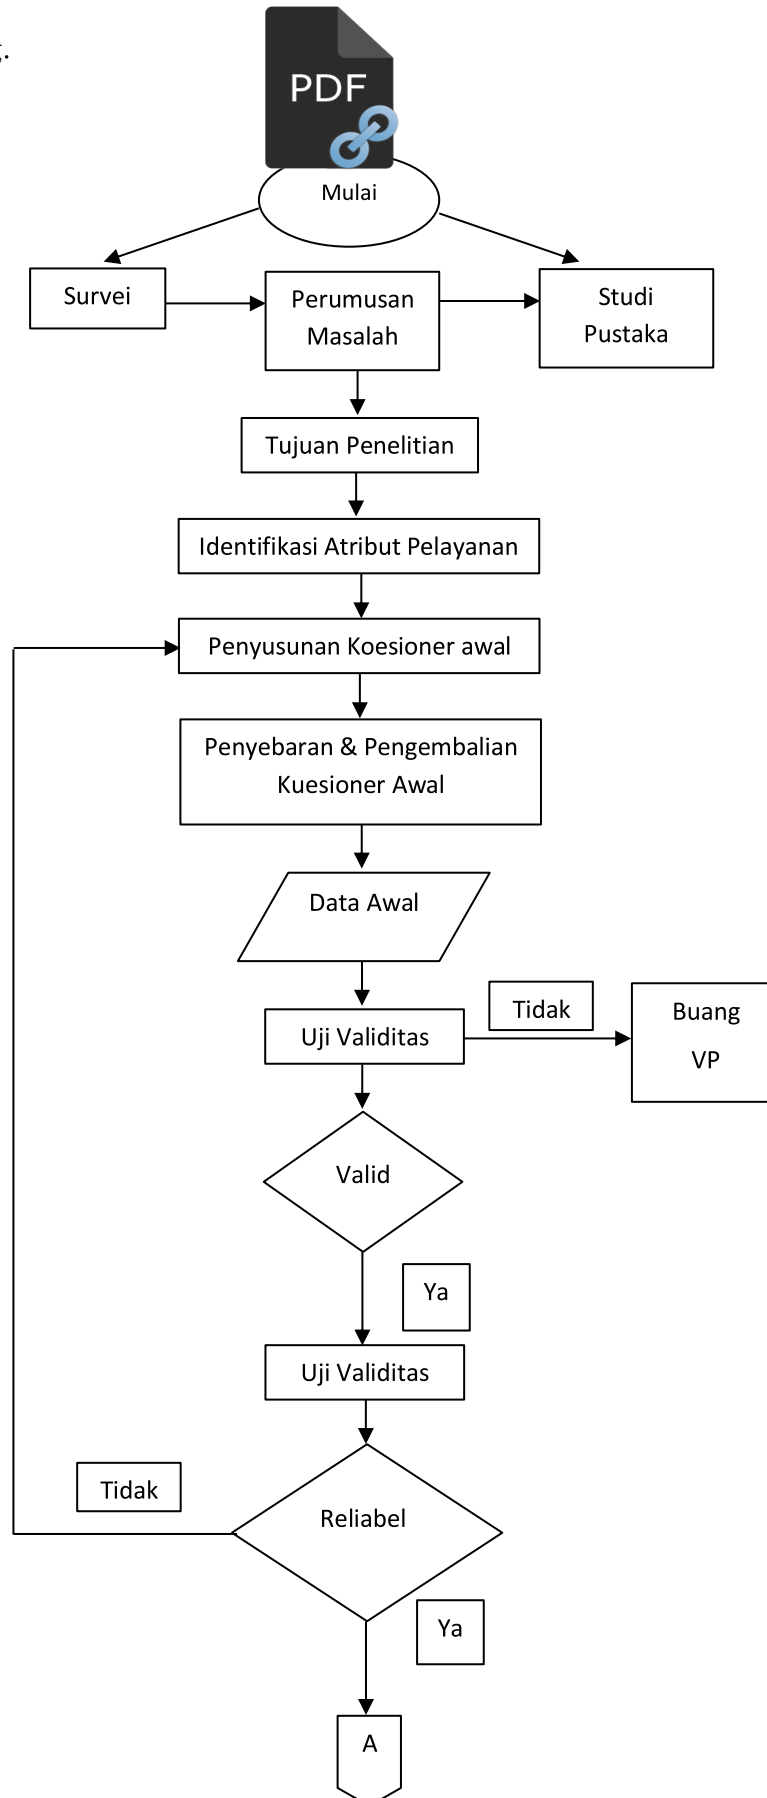 g.
PDF
Mulai
Survei
Perumusan
Masalah
Studi
Pustaka
Tujuan Penelitian
Identifikasi Atribut Pelayanan
Penyusunan Koesioner awal
Penyebaran & Pengembalian
Kuesioner Awal
Data Awal
Tidak
Uji Validitas
Buang
VP
Valid
Ya
Uji Validitas
Tidak
Reliabel
Ya
A